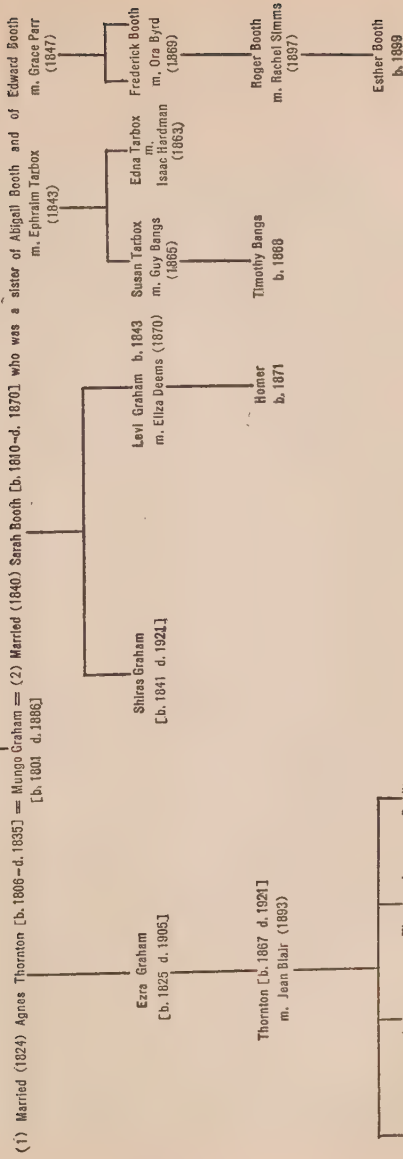 (1) Married (1824) Agnes Thornton [b. 1806-d. 1835] = Mungo Graham = (2) Married (1840) Sarah Booth [b. 1810-d. 1870] who was a sister of Abigail Booth and of Edward Booth
[b. 1801 d. 1886]
m. Ephraim Tarbox
(1843)
m. Grace Parr
(1847)
Ezra Graham
[b. 1825 d. 1905]
Shiras Graham
[b. 1841 d. 1921]
Levi Graham b. 1843
m. Eliza Deems (1870)
Susan Tarbox
m. Guy Bangs
(1865)
Edna Tarbox
m.
Isaac Hardman
(1863)
Frederick Booth
m. Ora Byrd
(1869)
Thornton [b. 1867 d. 1921]
m. Jean Blair (1893)
Homer
b. 1871
Timothy Banga
b. 1868
Roger Booth
m. Rachel Simms
(1897)
Esther Booth
b. 1899